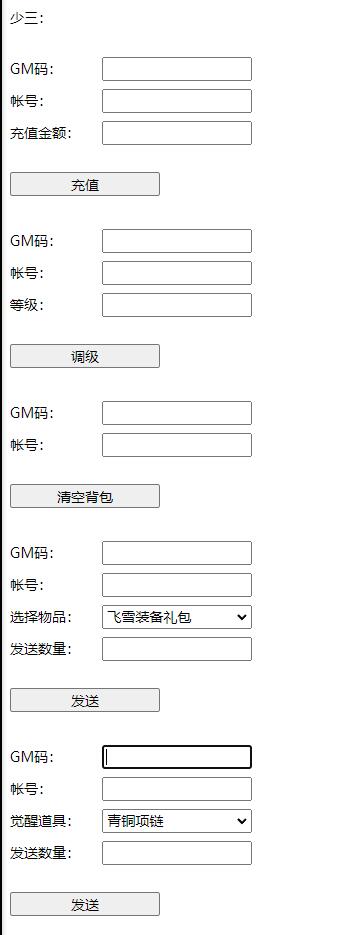 少三：
GM码：
帐号：
充值金额：
充值
GM码：
帐号：
等级：
调级
GM码：
帐号：
清空背包
GM码：
帐号：
选择物品： 飞雪装备礼包
发送数量：
发送
GM码：
帐号：
觉醒道具： 青铜项链
发送数量：
发送